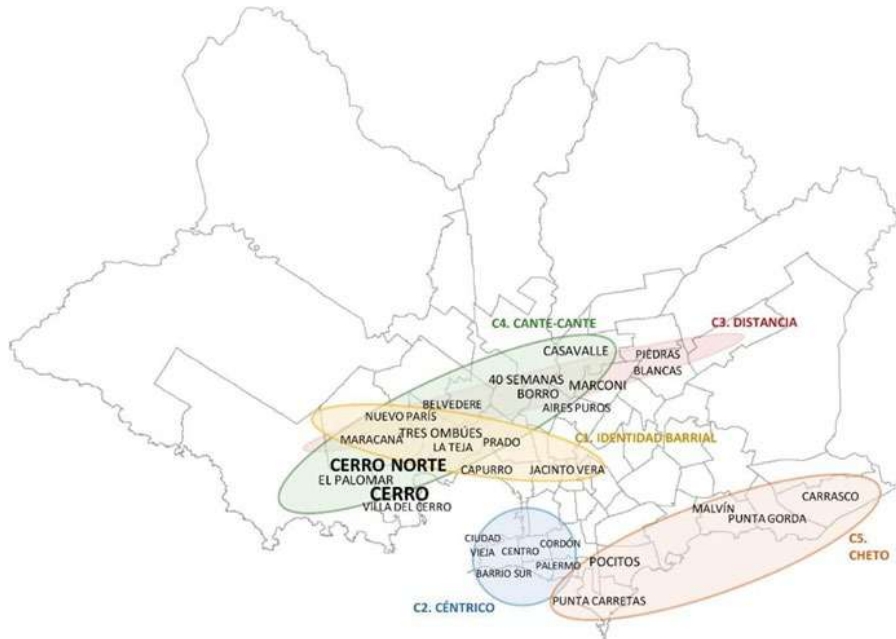 C4. CANTE-CANTE
C3. DISTANCIA
CASAVALLE
PIEDRAS
BLANCAS
40 SEMANAS
MARCONI
BORRO
BELVEDERE
AIRES PUROS
NUEVO PARÍS
TRES OMBÚES
MARACANA
LA TEJA
PRADO
C1. IDENTIDAD BARRIAL
CERRO NORTE
CAPURRO
JACINTO VERA
EL PALOMAR
CERRO
VILLA DEL CERRO
CARRASCO
MALVÍN
PUNTA GORDA
C5.
CHETO
CIUDAD
VIEJA
CENTRO
CORDÓN
PALERMO
BARRIO SUR
POCITOS
PUNTA CARRETAS
C2. CÉNTRICO